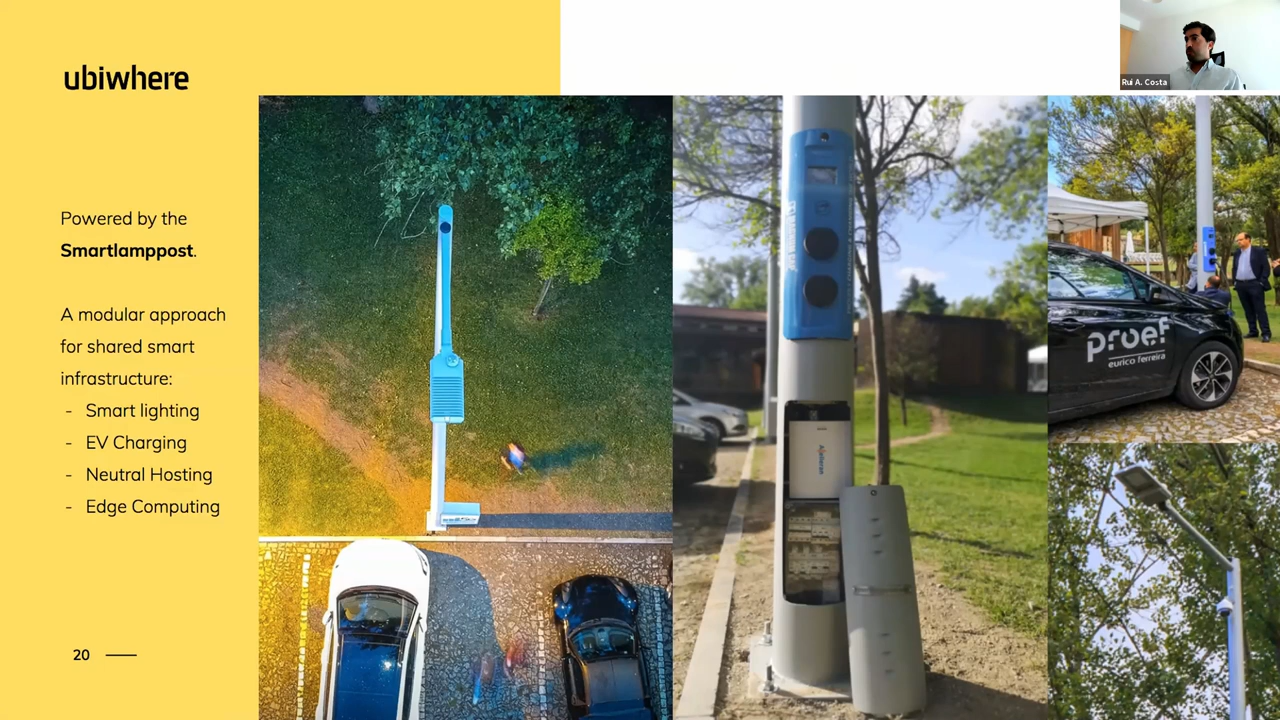 ubiwhere
Rui A. Costa
Powered by the
Smartlamppost.
A modular approach
for shared smart
infrastructure:
- Smart lighting
- EV Charging
- Neutral Hosting
- Edge Computing
20
proef
eurico ferreira